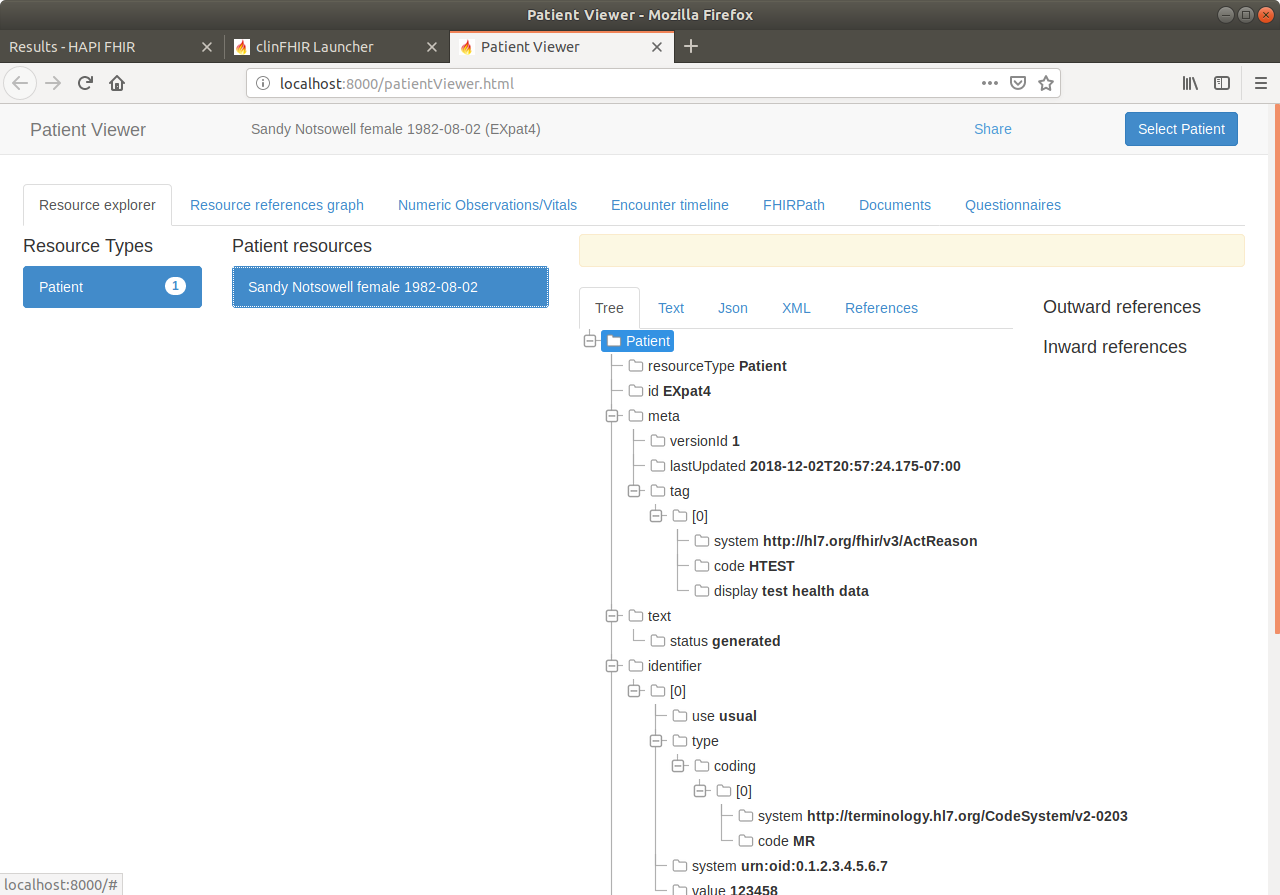 Patient Viewer - Mozilla Firefox
Results - HAPI FHIR
clinFHIR Launcher
Patient Viewer
localhost:8000/patientViewer.html
Patient Viewer
Sandy Notsowell female 1982-08-02 (EXpat4)
Share
Select Patient
Resource explorer
Resource references graph
Numeric Observations/Vitals
Encounter timeline
FHIRPath
Documents
Questionnaires
Resource Types
Patient 1
Patient resources
Sandy Notsowell female 1982-08-02
Tree
Text
Json
XML
References
Patient
resourceType Patient
id EXpat4
meta
versionId 1
lastUpdated 2018-12-02T20:57:24.175-07:00
tag
[0]
system http://hl7.org/fhir/v3/ActReason
code HTEST
display test health data
text
status generated
identifier
[0]
use usual
type
coding
[0]
system http://terminology.hl7.org/CodeSystem/v2-0203
code MR
system urn:oid:0.1.2.3.4.5.6.7
value 123458
Outward references
Inward references
localhost:8000/#